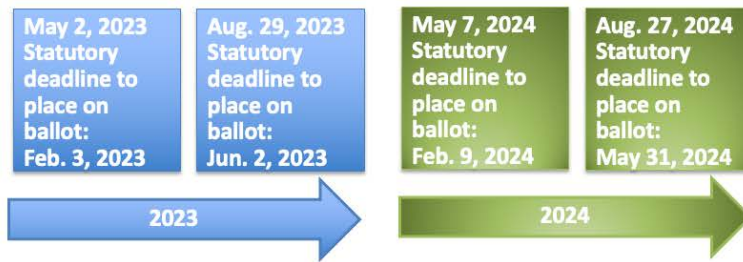 May 2, 2023
Statutory
deadline to
place on
ballot:
Feb. 3, 2023
Aug. 29, 2023
Statutory
deadline to
place on
ballot:
Jun. 2, 2023
May 7, 2024
Statutory
deadline to
place on
ballot:
Feb. 9, 2024
Aug. 27, 2024
Statutory
deadline to
place on
ballot:
May 31, 2024
2023
2024